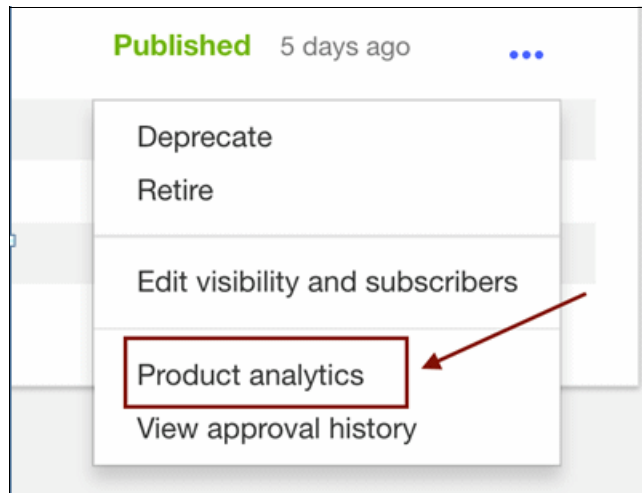 Published 5 days ago
Deprecate
Retire
Edit visibility and subscribers
Product analytics
View approval history